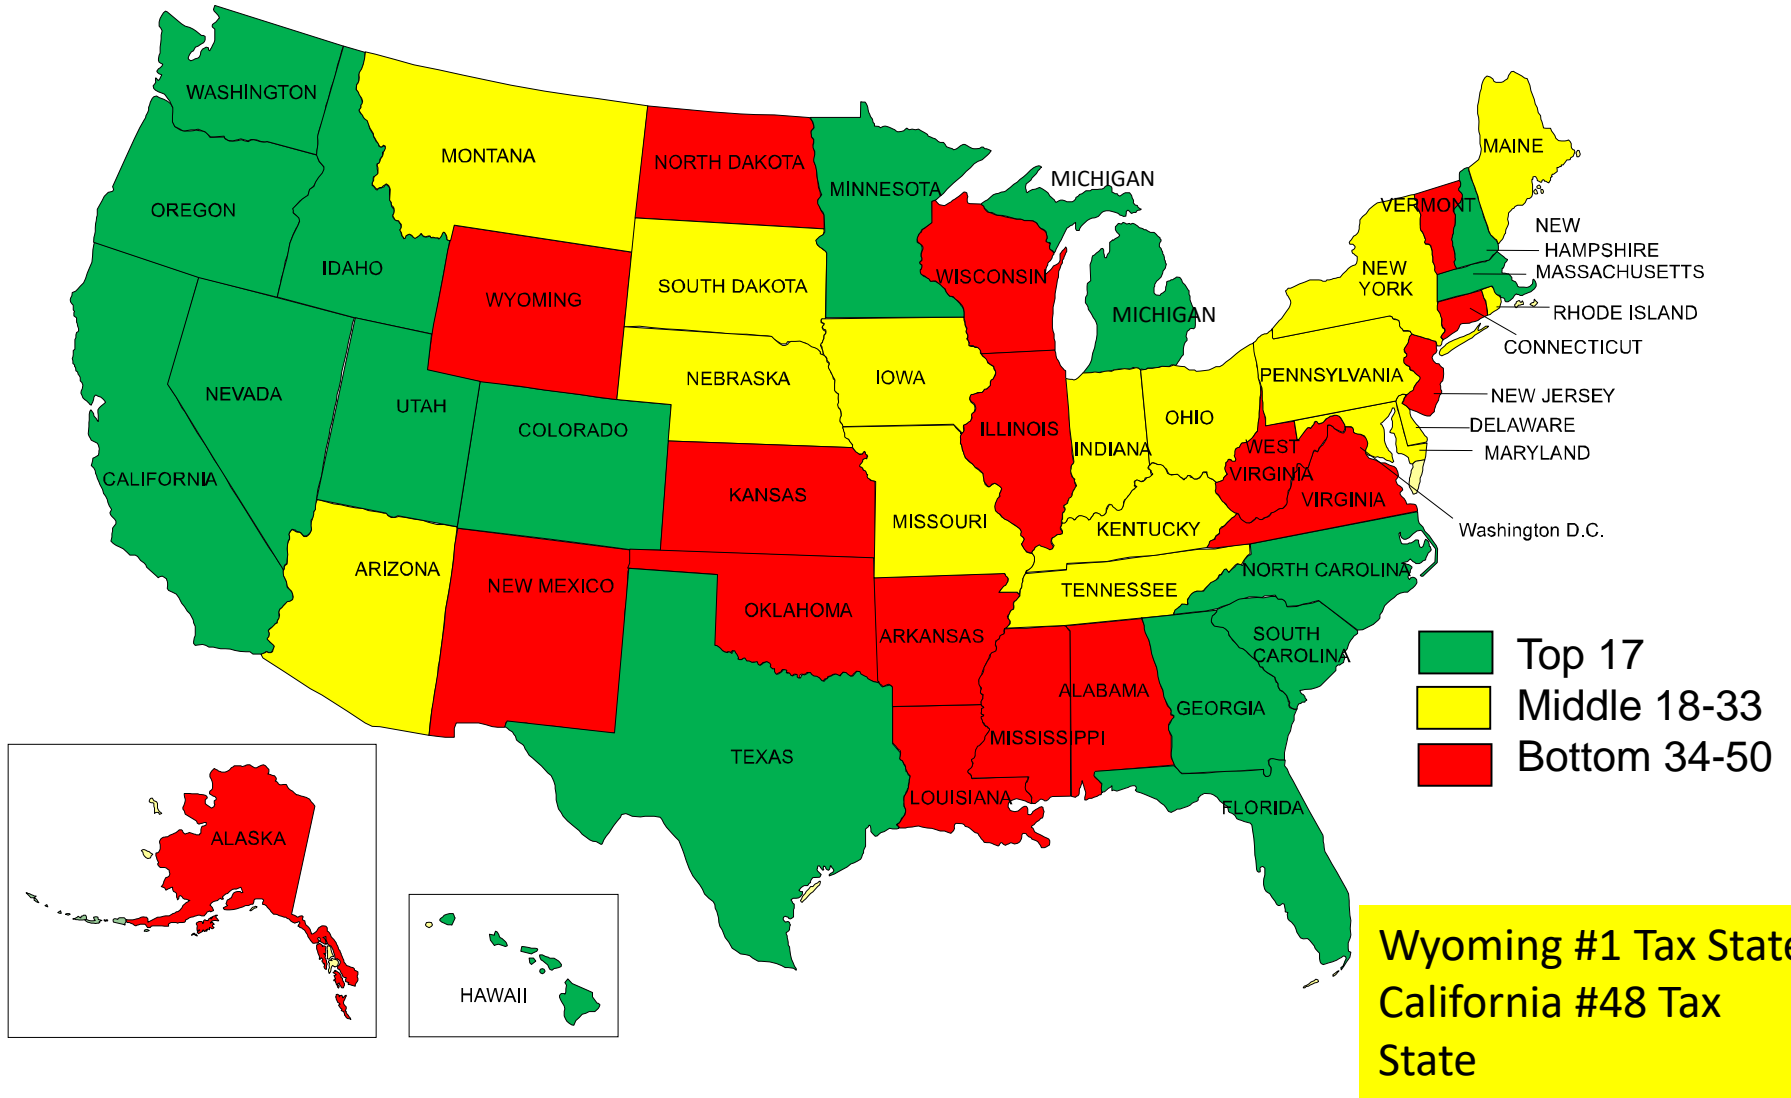 WASHINGTON
MONTANA
NORTH DAKOTA
MINNESOTA
MICHIGAN
MAINE
VERMONT
NEW
HAMPSHIRE
MASSACHUSETTS
RHODE ISLAND
CONNECTICUT
NEW JERSEY
DELAWARE
MARYLAND
Washington D.C.
OREGON
IDAHO
WYOMING
SOUTH DAKOTA
WISCONSIN
MICHIGAN
NEW
YORK
NEBRASKA
IOWA
PENNSYLVANIA
NEVADA
UTAH
COLORADO
ILLINOIS
INDIANA
OHIO
WEST
VIRGINIA
VIRGINIA
CALIFORNIA
KANSAS
MISSOURI
KENTUCKY
ARIZONA
NEW MEXICO
OKLAHOMA
ARKANSAS
TENNESSEE
NORTH CAROLINA
SOUTH
CAROLINA
TEXAS
LOUISIANA
MISSISSIPPI
ALABAMA
GEORGIA
FLORIDA
ALASKA
HAWAII
Top 17
Middle 18-33
Bottom 34-50
Wyoming #1 Tax State
California #48 Tax
State